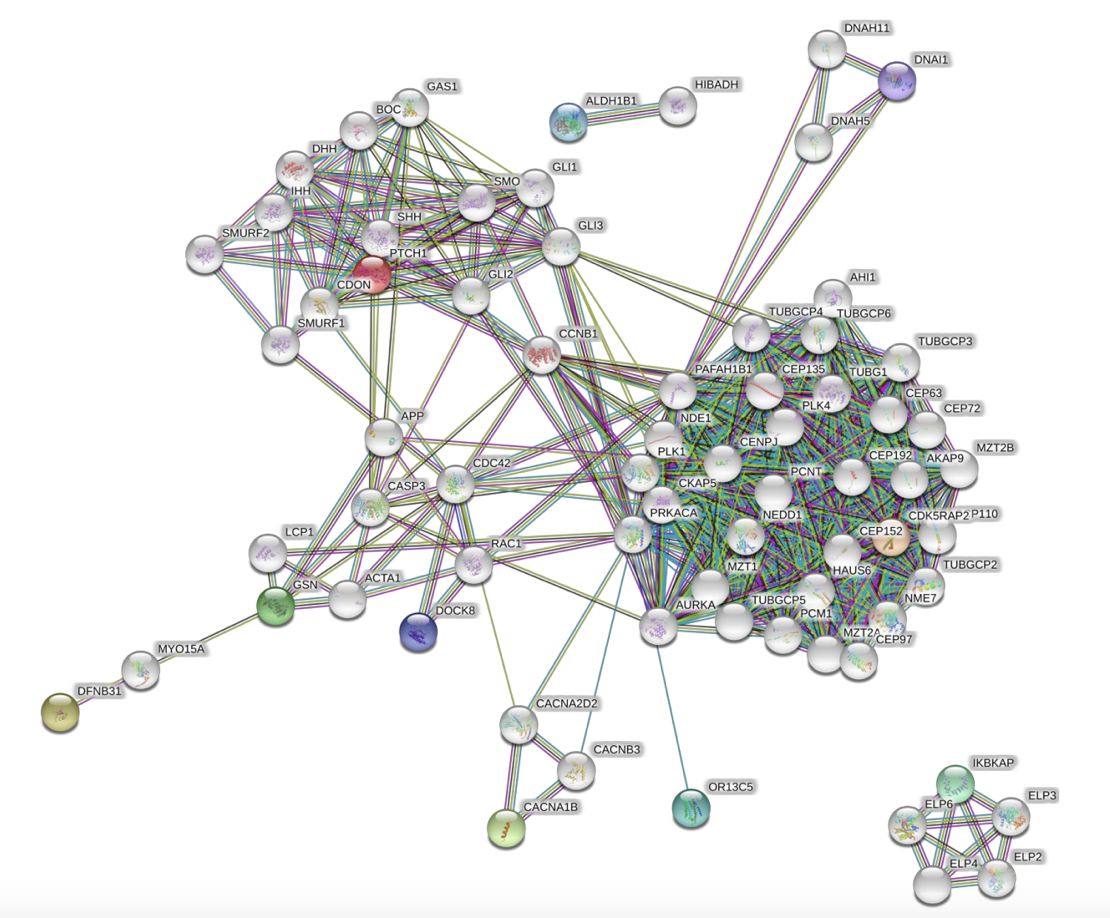 DNAH11
DNAI1
GAS1
HIBADH
ALDH1B1
BOC
DNAH5
DHH
GLI1
SMO
IHH
SHH
GLI3
SMURF2
PTCH1
GLI2
AHI1
CDON
TUBGCP4
TUBGCP6
SMURF1
CCNB1
TUBGCP3
PAFAH1B1
CEP135
TUBG1
CEP63
PLK4
CEP72
APP
NDE1
CENPJ
MZT2B
PLK1
CEP192
AKAP9
CDC42
PCNT
CASP3
CKAP5
PRKACA
NEDD1
CDK5RAP2
P110
LCP1
CEP152
RAC1
MZT1
HAUS6
TUBGCP2
GSN
ACTA1
NME7
DOCK8
AURKA
TUBGCP5
PCM1
MZT2A
CEP97
MYO15A
DFNB31
CACNA2D2
CACNB3
IKBKAP
OR13C5
ELP3
CACNA1B
ELP6
ELP2
ELP4